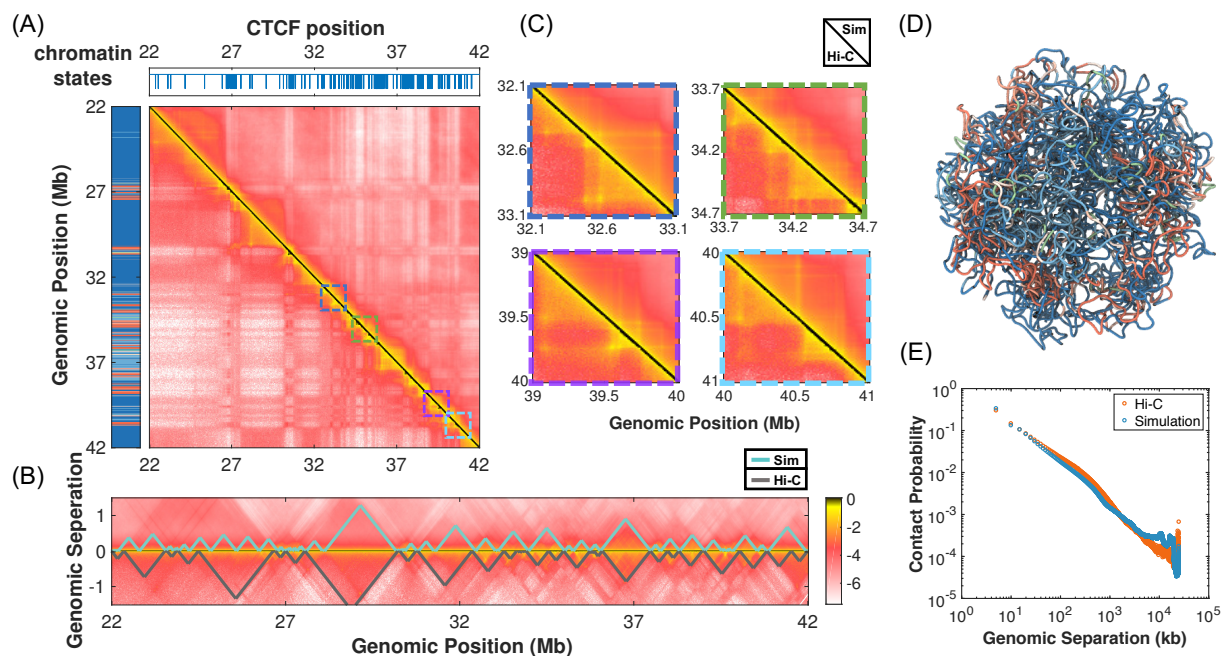 (A)
CTCF position
22 27 32 37 42
chromatin
states
22
27
32
37
42
Genomic Position (Mb)
22 27 32 37 42
(B)
Sim
Hi-C
Genomic Seperation
1
0
-1
22 27 32 37 42
Genomic Position (Mb)
0
-2
-4
-6
(C)
Sim
Hi-C
32.1
32.6
33.1
32.1 32.6 33.1
33.7
34.2
34.7
33.7 34.2 34.7
39
39.5
40
39 39.5 40
40
40.5
41
40 40.5 41
Genomic Position (Mb)
(D)
(E)
Hi-C
Simulation
Contact Probability
10^0
10^-1
10^-2
10^-3
10^-4
10^-5
10^0 10^1 10^2 10^3 10^4 10^5
Genomic Separation (kb)